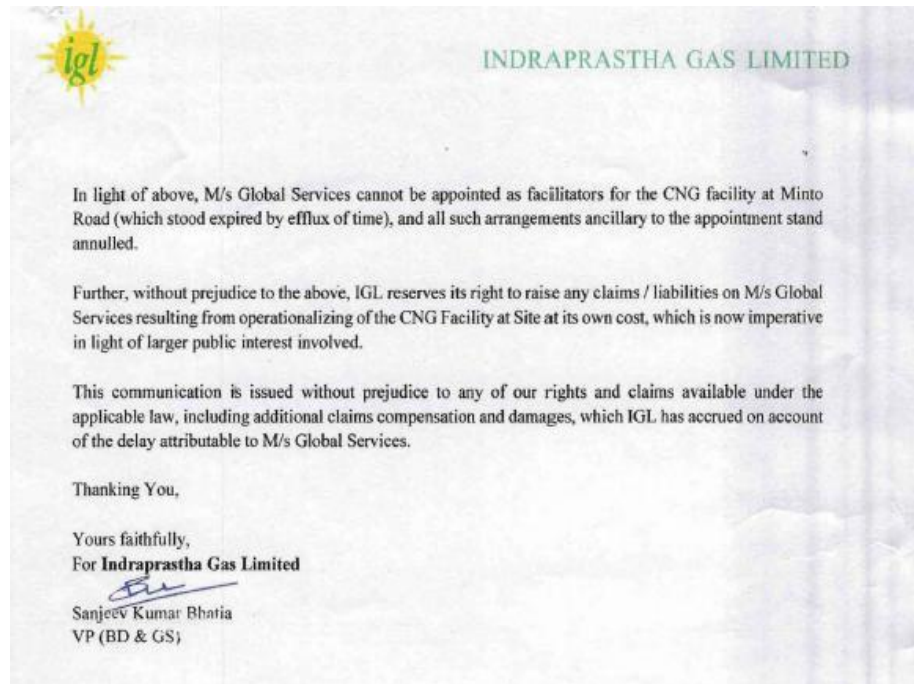 igl
INDRAPRASTHA GAS LIMITED
In light of above, M/s Global Services cannot be appointed as facilitators for the CNG facility at Minto
Road (which stood expired by efflux of time), and all such arrangements ancillary to the appointment stand
annulled.
Further, without prejudice to the above, IGL reserves its right to raise any claims / liabilities on M/s Global
Services resulting from operationalizing of the CNG Facility at Site at its own cost, which is now imperative
in light of larger public interest involved.
This communication is issued without prejudice to any of our rights and claims available under the
applicable law, including additional claims compensation and damages, which IGL has accrued on account
of the delay attributable to M/s Global Services.
Thanking You,
Yours faithfully,
For Indraprastha Gas Limited
Sanjeev Kumar Bhatia
VP (BD & GS)